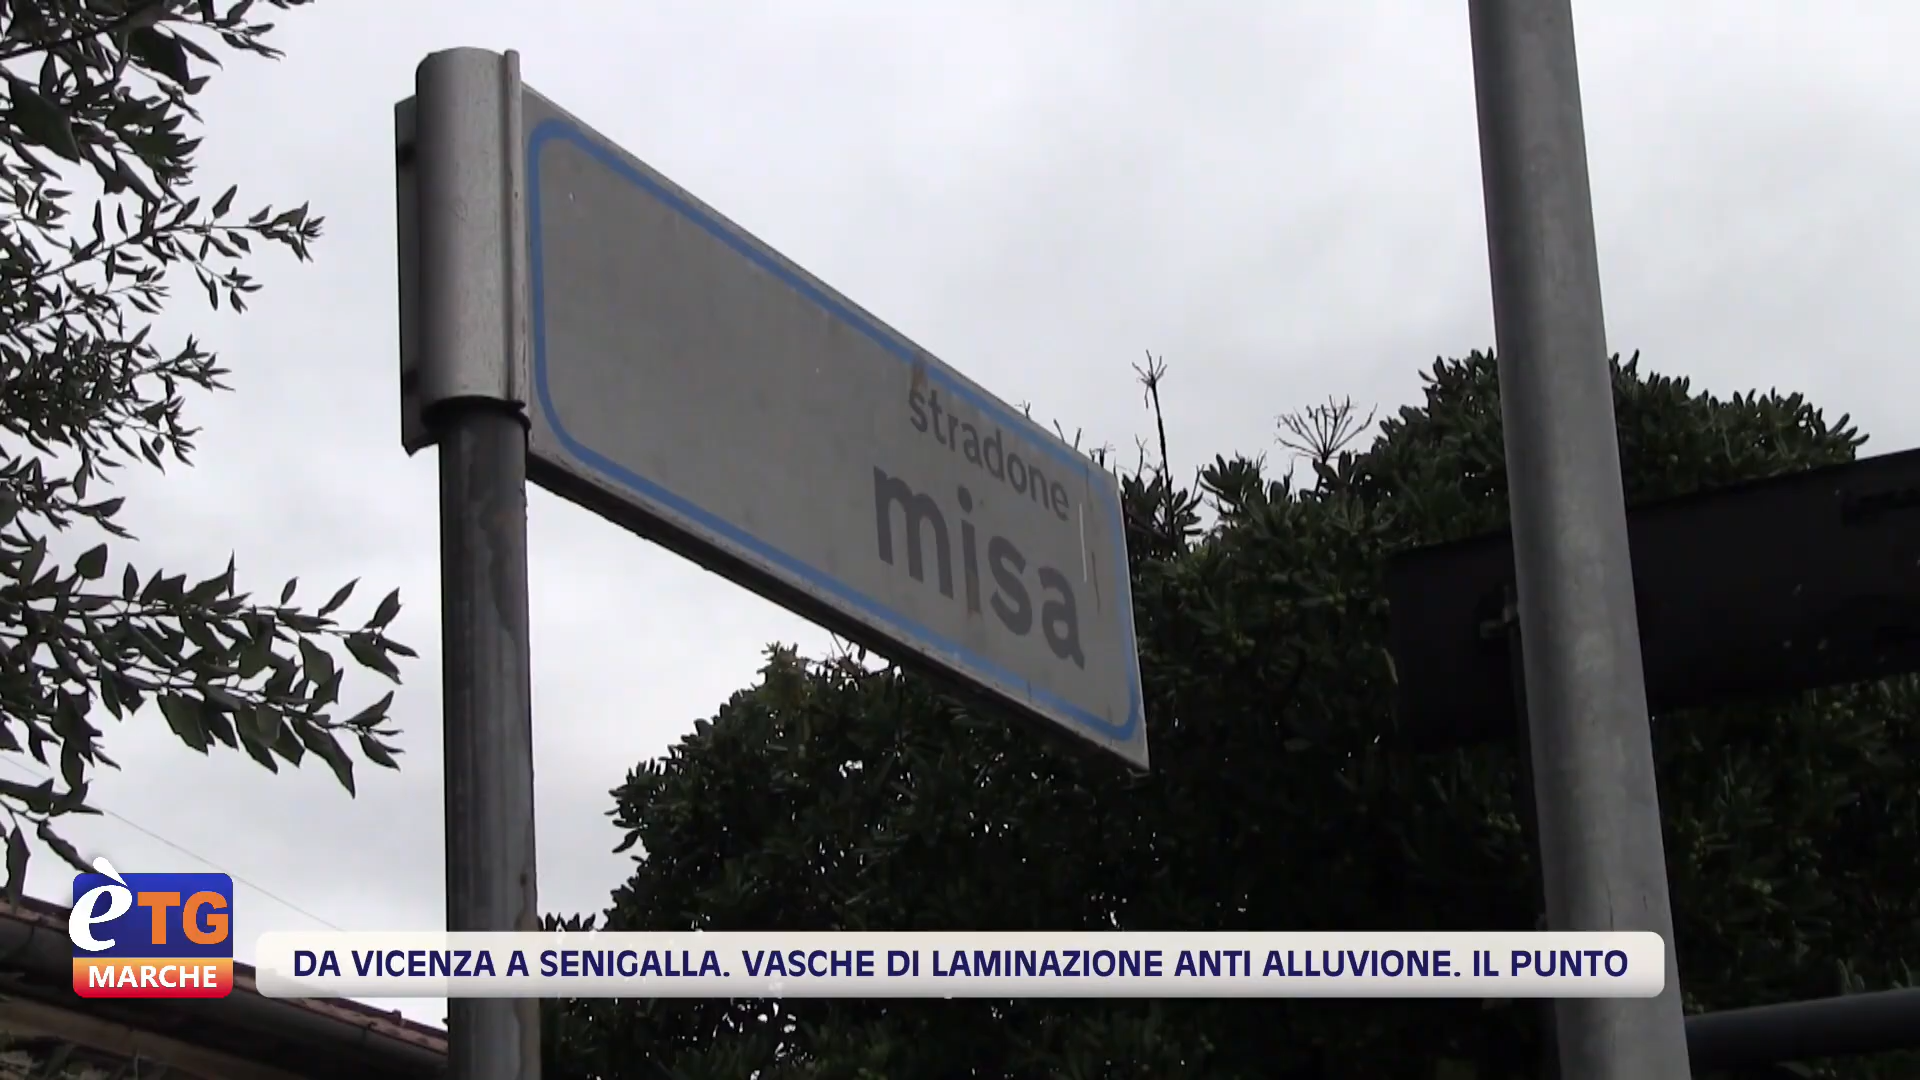 stradone
misa
èTG
MARCHE
DA VICENZA A SENIGALLA. VASCHE DI LAMINAZIONE ANTI ALLUVIONE. IL PUNTO